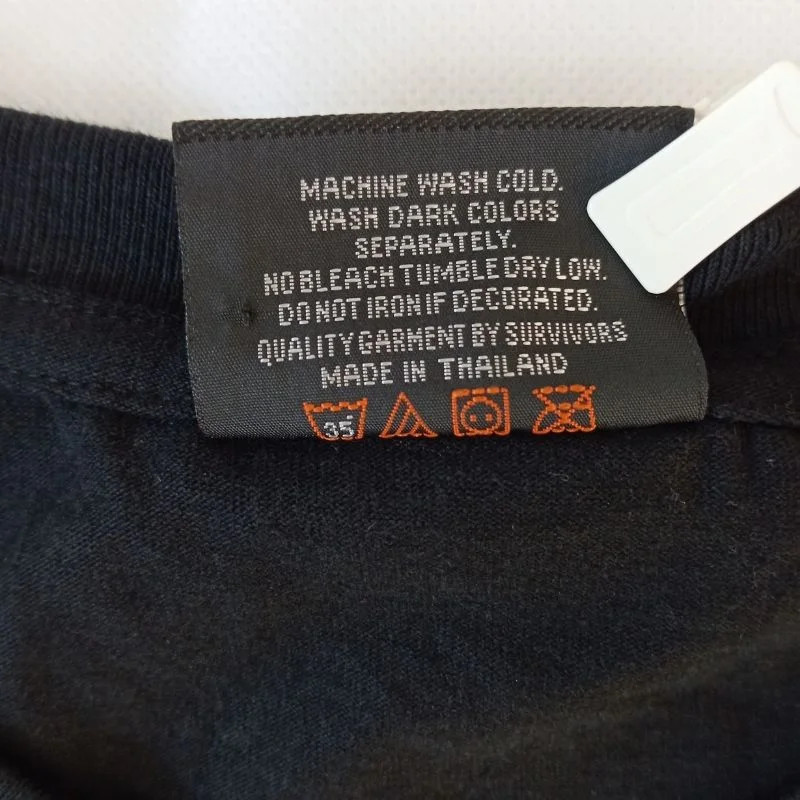 MACHINE WASH COLD.
WASH DARK COLORS
SEPARATELY.
NO BLEACH TUMBLE DRY LOW.
DO NOT IRON IF DECORATED.
QUALITY GARMENT BY SURVIVORS
MADE IN THAILAND
35